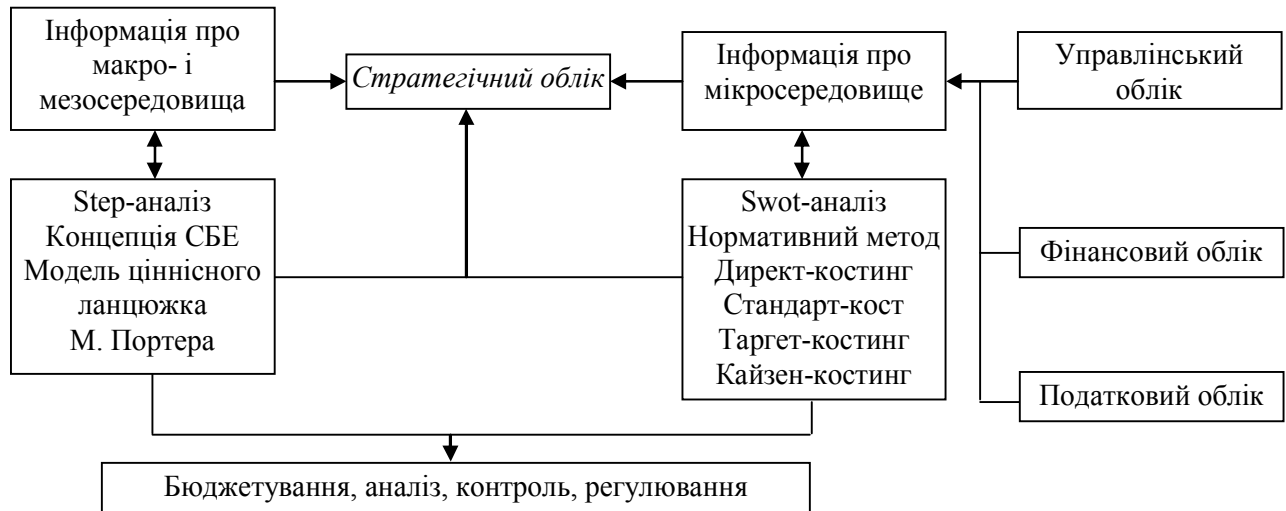 Інформація про
макро- і
мезосередовища
Стратегічний облік
Інформація про
мікросередовище
Управлінський
облік
Step-аналіз
Концепція СБЕ
Модель ціннісного
ланцюжка
М. Портера
Swot-аналіз
Нормативний метод
Директ-костинг
Стандарт-кост
Таргет-костинг
Кайзен-костинг
Фінансовий облік
Податковий облік
Бюджетування, аналіз, контроль, регулювання